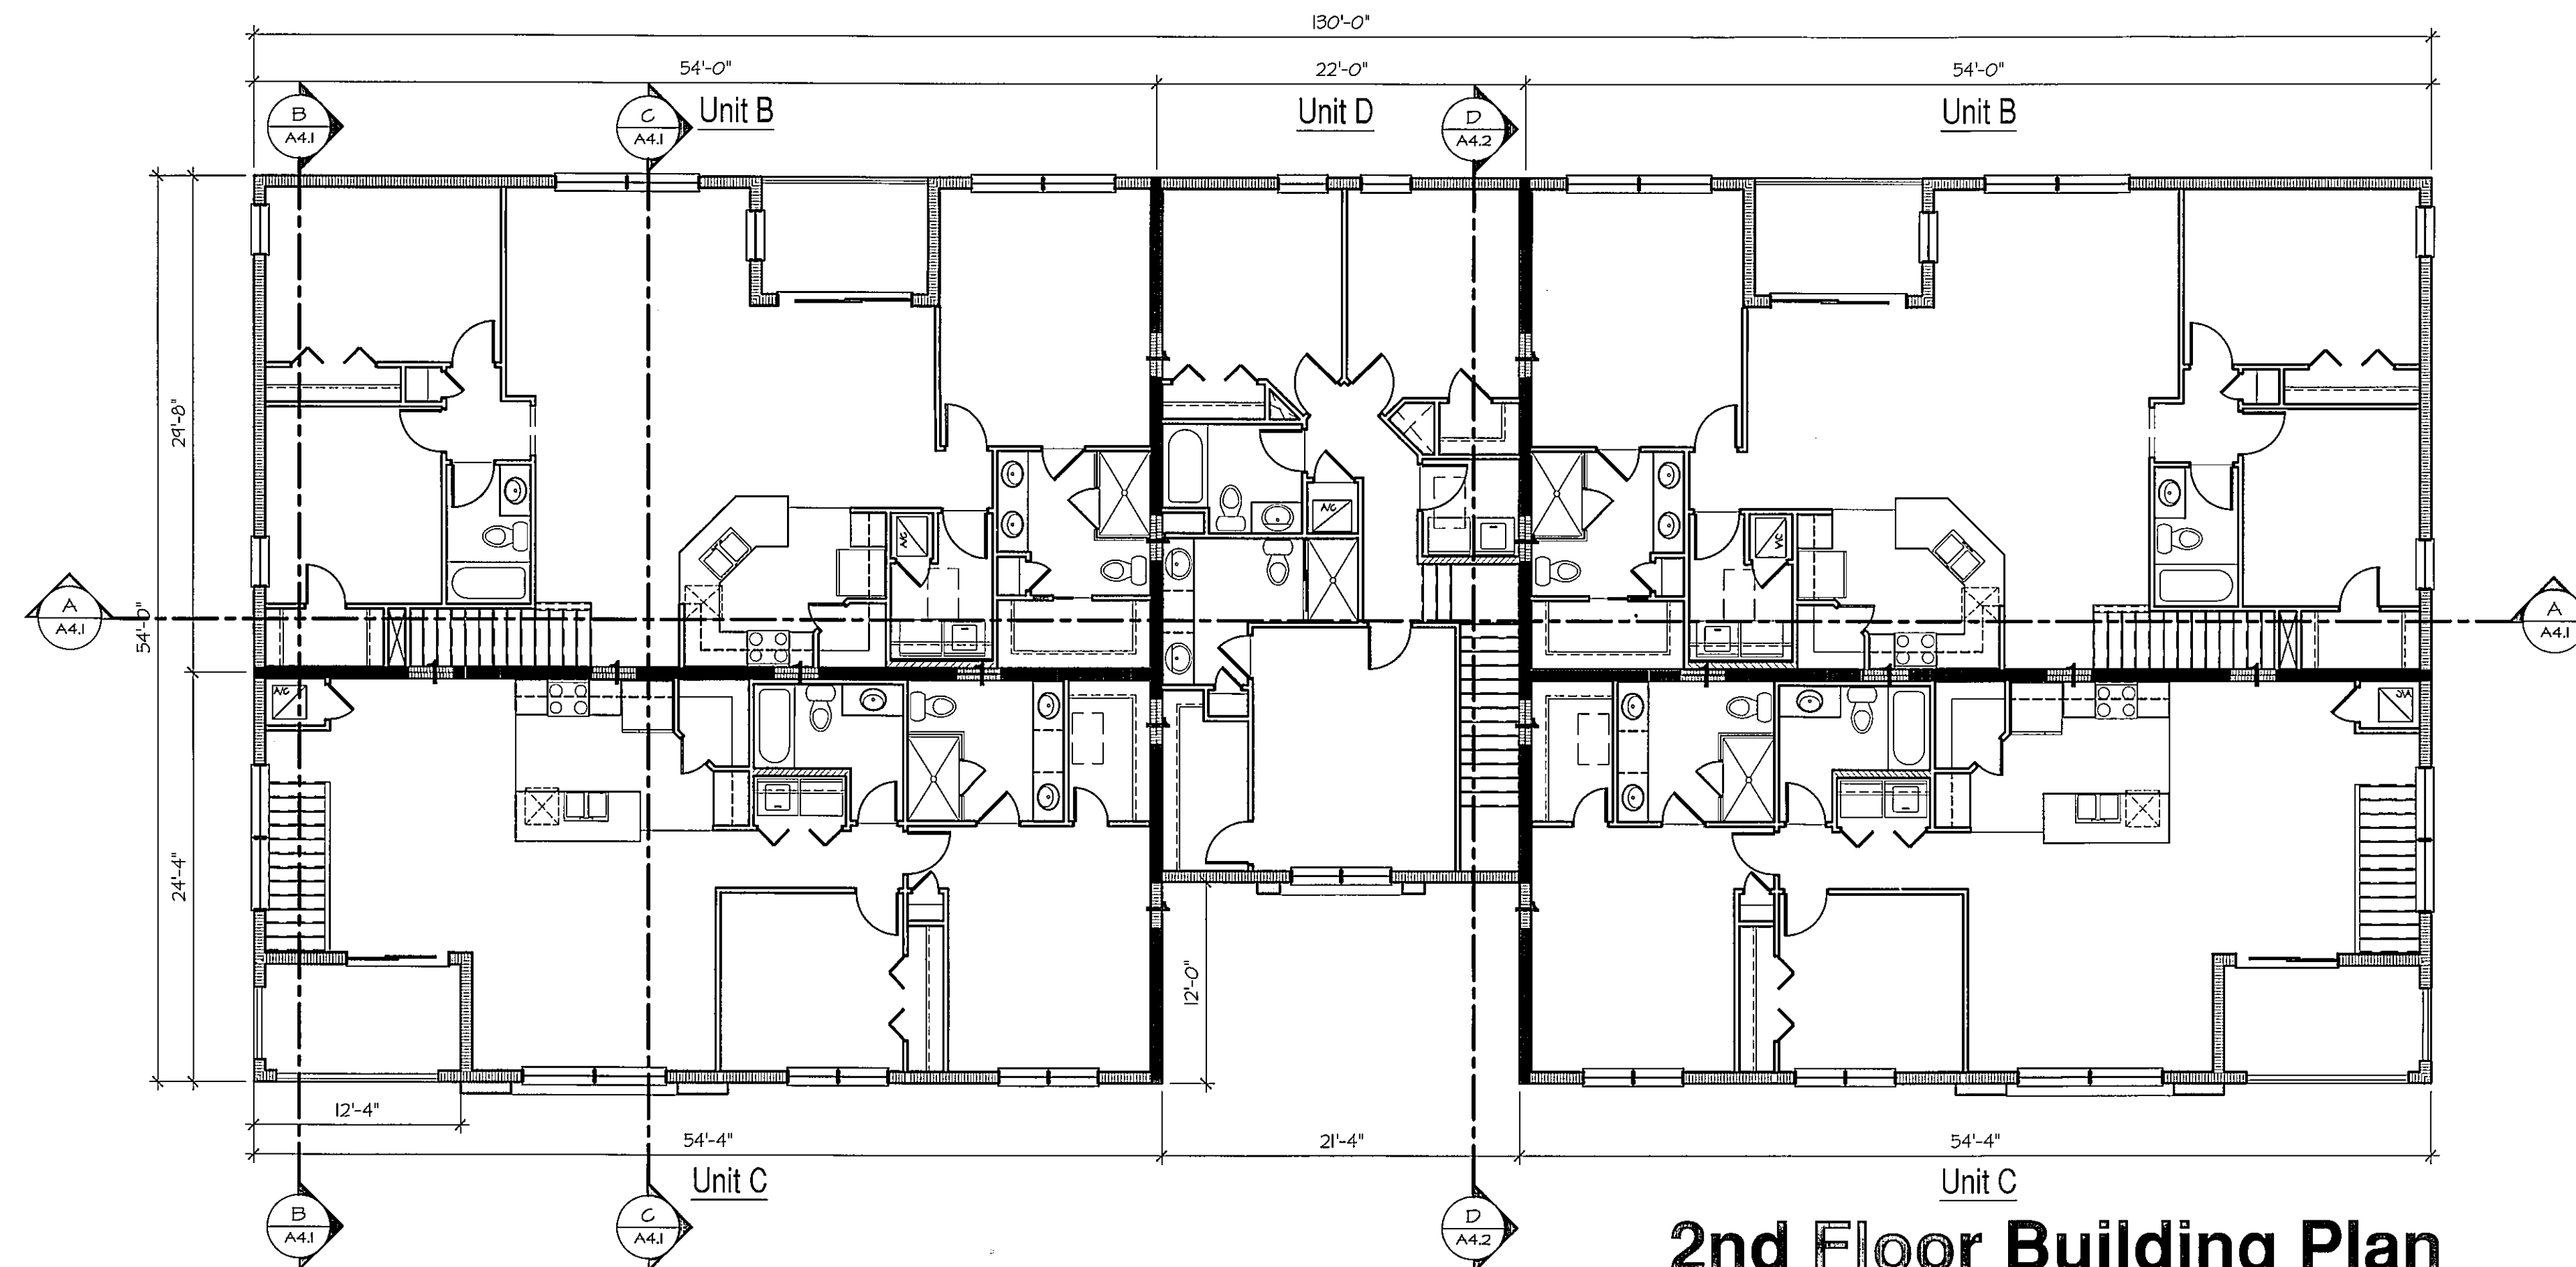 130'-0"
54'-0"
22'-0"
54'-0"
B
A4.1
C
A4.1
Unit B
Unit D
D
A4.2
Unit B
29'-8"
A/C
A/C
A/C
A
A4.1
54'-0"
A
A4.1
A/C
A/C
24'-4"
12'-0"
12'-4"
54'-4"
21'-4"
54'-4"
Unit C
Unit C
B
A4.1
C
A4.1
D
A4.2
2nd Floor Building Plan